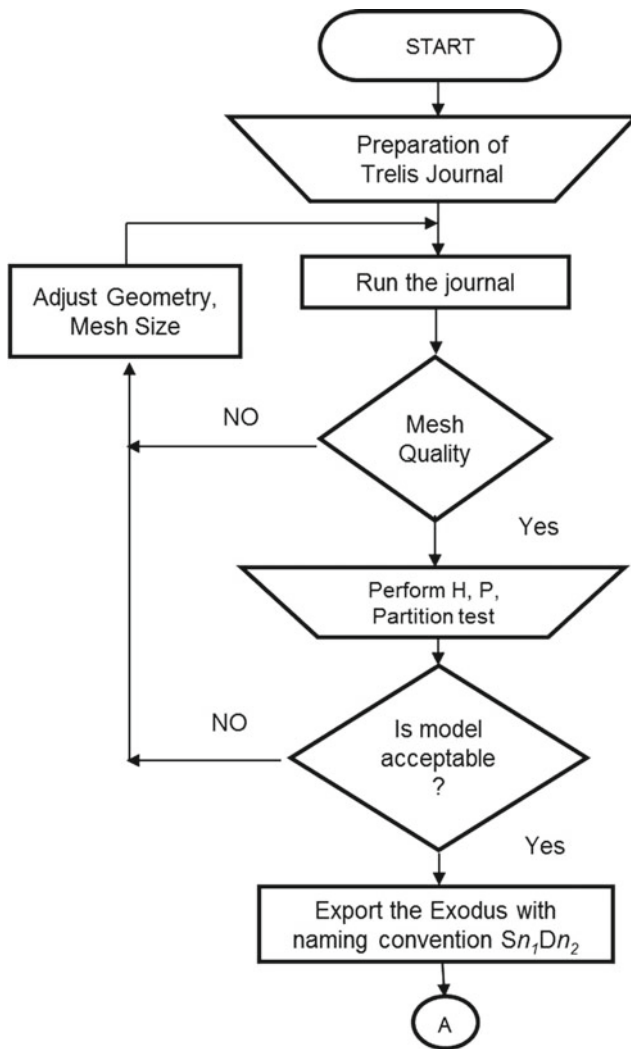 START
Preparation of
Trelis Journal
Run the journal
Adjust Geometry,
Mesh Size
Mesh
Quality
NO
Yes
Perform H, P,
Partition test
Is model
acceptable
?
NO
Yes
Export the Exodus with
naming convention Sn₁Dn₂
A